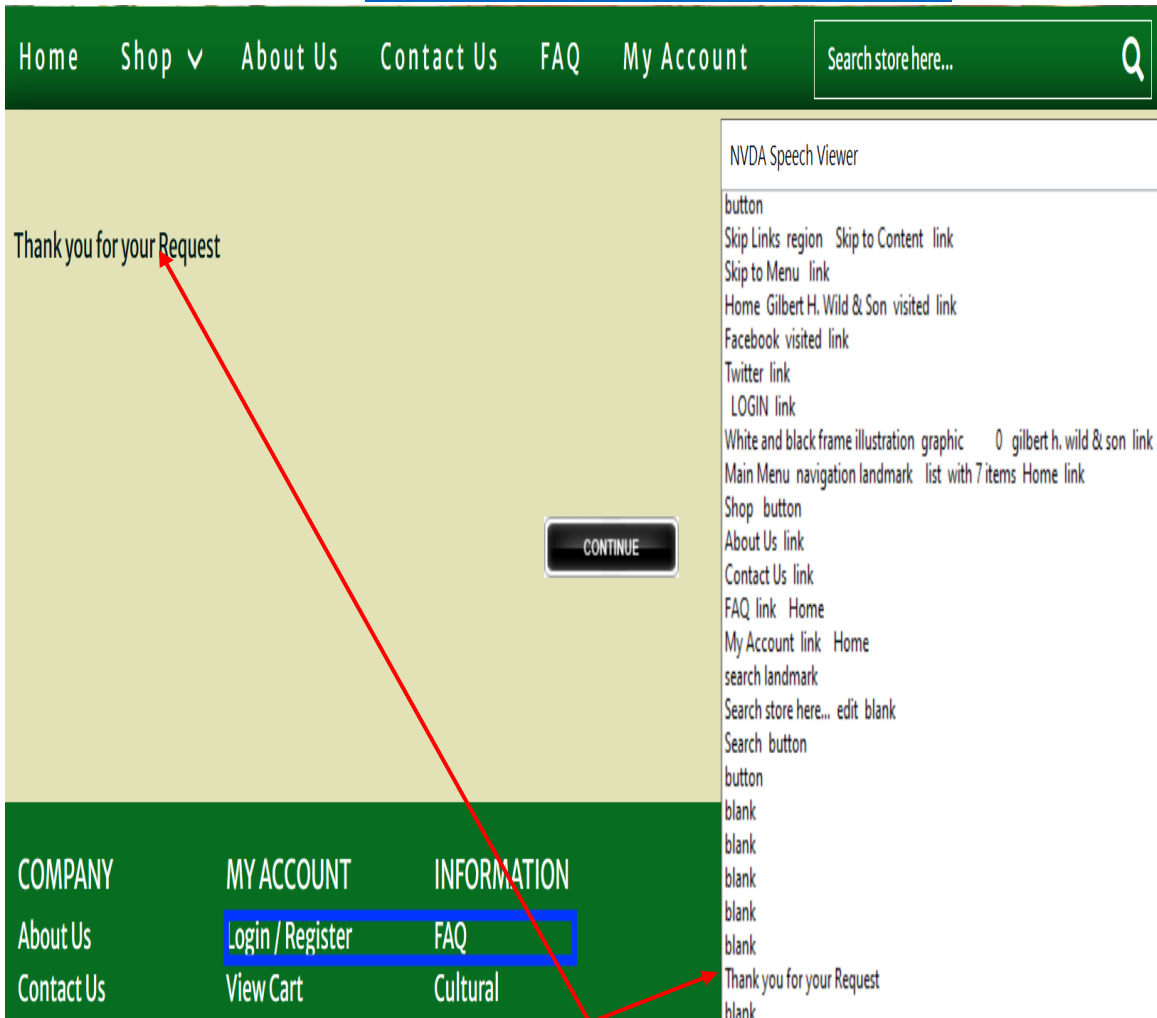 Home Shop About Us Contact Us FAQ My Account Search store here...
Thank you for your Request
CONTINUE
NVDA Speech Viewer
button
Skip Links region Skip to Content link
Skip to Menu link
Home Gilbert H. Wild & Son visited link
Facebook visited link
Twitter link
LOGIN link
White and black frame illustration graphic 0 gilbert h. wild & son link
Main Menu navigation landmark list with 7 items Home link
Shop button
About Us link
Contact Us link
FAQ link Home
My Account link Home
search landmark
Search store here... edit blank
Search button
button
blank
blank
blank
blank
blank
Thank you for your Request
blank
COMPANY MY ACCOUNT INFORMATION
About Us Login / Register FAQ
Contact Us View Cart Cultural